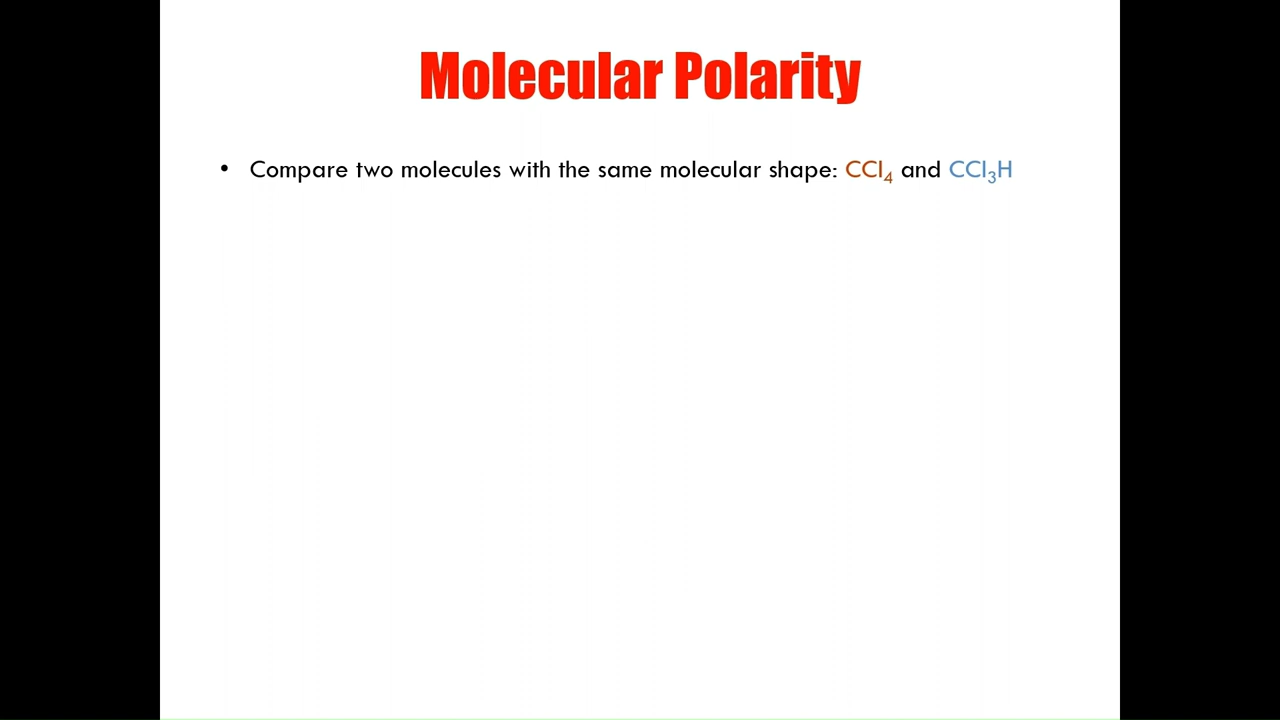 Molecular Polarity
• Compare two molecules with the same molecular shape: CCl₄ and CCl₃H